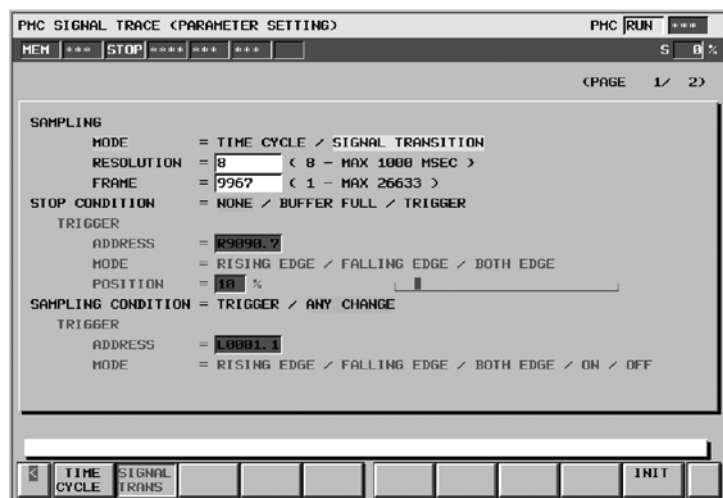 PMC SIGNAL TRACE (PARAMETER SETTING) PMC RUN ***
MEM *** STOP **** *** *** S 0 %
(PAGE 1/ 2)
SAMPLING
MODE = TIME CYCLE / SIGNAL TRANSITION
RESOLUTION = 8 ( 8 - MAX 1000 MSEC )
FRAME = 9967 ( 1 - MAX 26633 )
STOP CONDITION = NONE / BUFFER FULL / TRIGGER
TRIGGER
ADDRESS = R9090.7
MODE = RISING EDGE / FALLING EDGE / BOTH EDGE
POSITION = 10 %
SAMPLING CONDITION = TRIGGER / ANY CHANGE
TRIGGER
ADDRESS = L0001.1
MODE = RISING EDGE / FALLING EDGE / BOTH EDGE / ON / OFF
< TIME CYCLE SIGNAL TRANS INIT